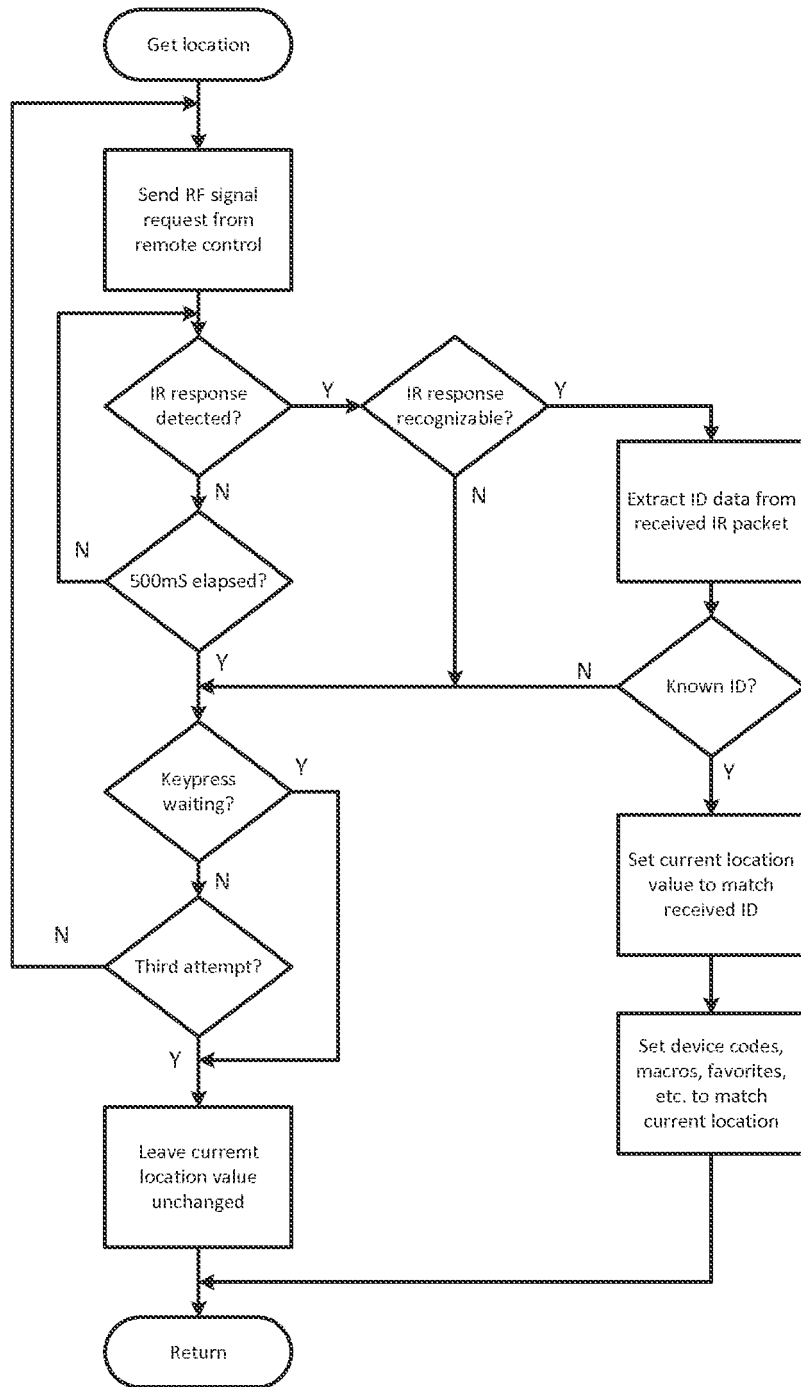 Get location
Send RF signal
request from
remote control
IR response
detected?
Y
IR response
recognizable?
Y
N
N
Extract ID data from
received IR packet
N
500mS elapsed?
Y
N
Known ID?
Y
Keypress
waiting?
Y
N
Set current location
value to match
received ID
N
Third attempt?
Y
Set device codes,
macros, favorites,
etc. to match
current location
Leave curremt
location value
unchanged
Return